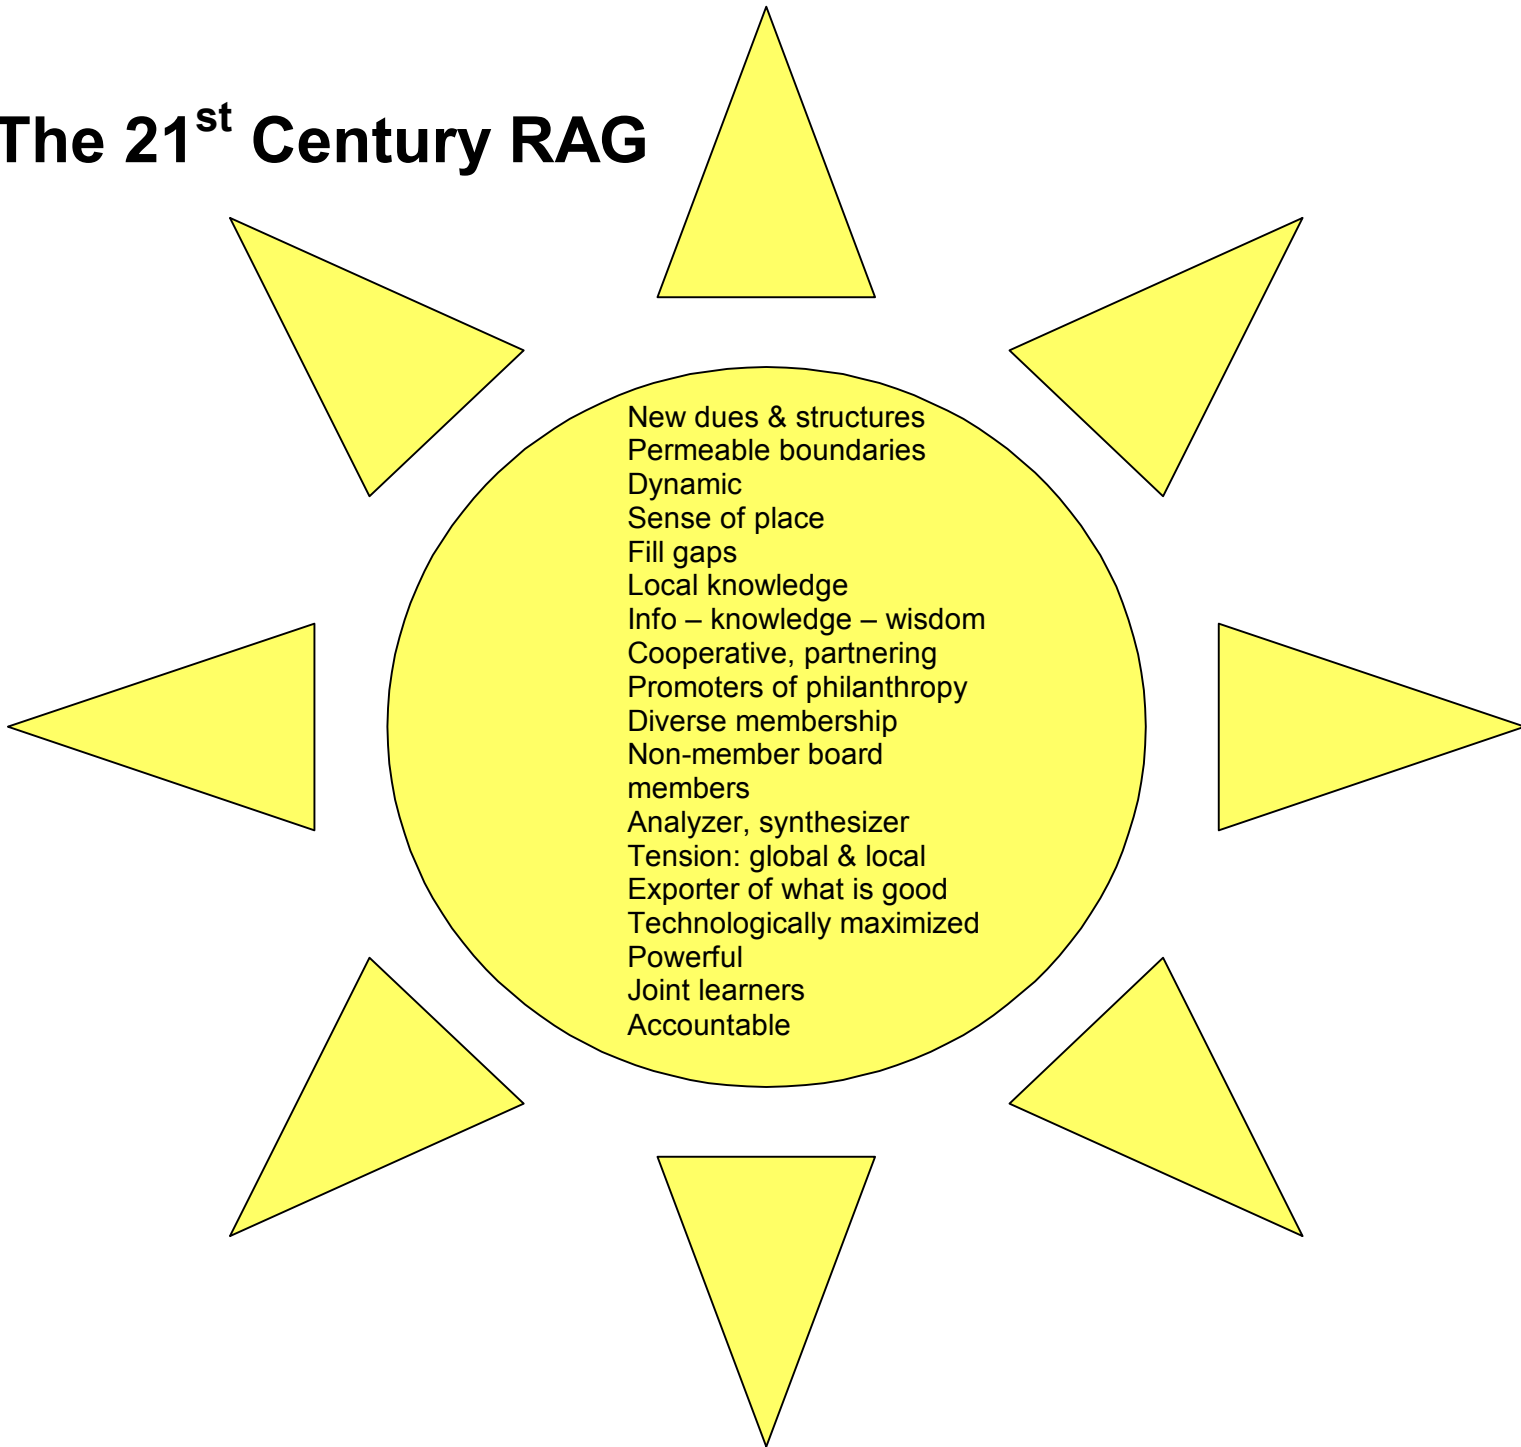 The 21st Century RAG
New dues & structures
Permeable boundaries
Dynamic
Sense of place
Fill gaps
Local knowledge
Info – knowledge – wisdom
Cooperative, partnering
Promoters of philanthropy
Diverse membership
Non-member board
members
Analyzer, synthesizer
Tension: global & local
Exporter of what is good
Technologically maximized
Powerful
Joint learners
Accountable